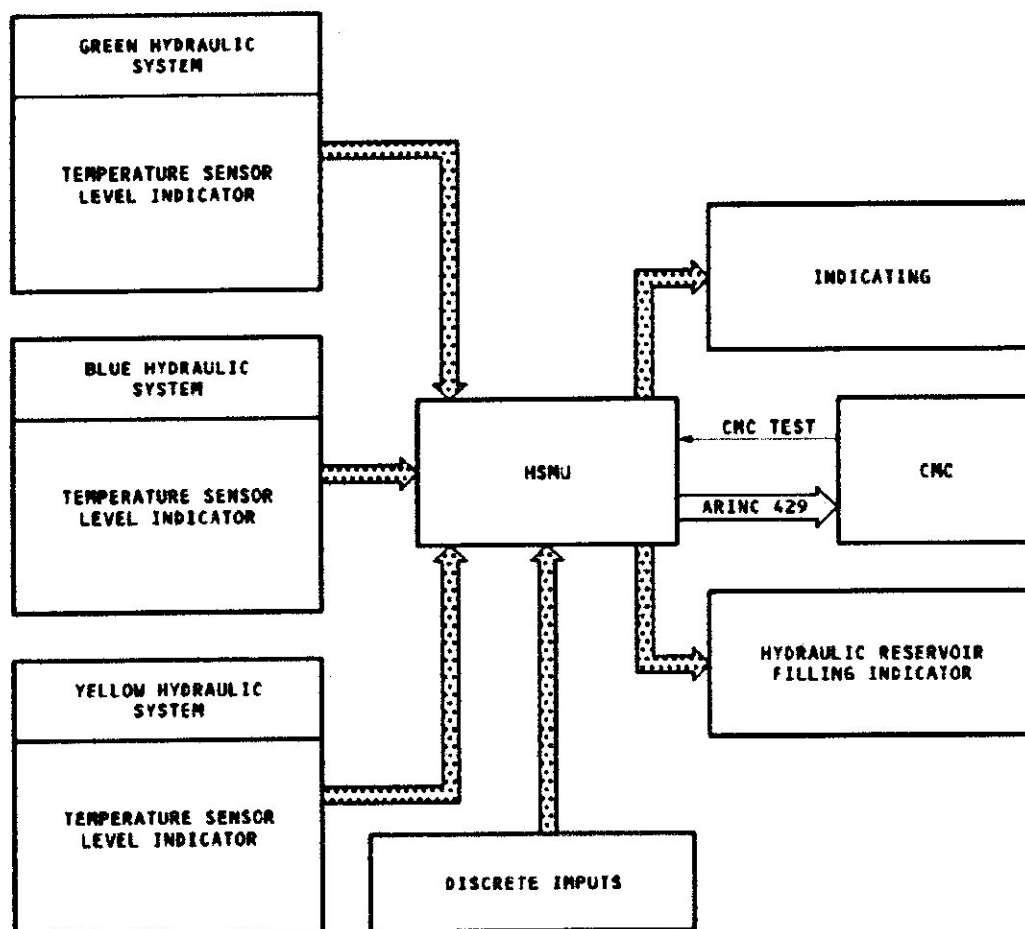 GREEN HYDRAULIC
SYSTEM
TEMPERATURE SENSOR
LEVEL INDICATOR
BLUE HYDRAULIC
SYSTEM
TEMPERATURE SENSOR
LEVEL INDICATOR
YELLOW HYDRAULIC
SYSTEM
TEMPERATURE SENSOR
LEVEL INDICATOR
DISCRETE IMPUTS
HSMU
INDICATING
CMC TEST
CMC
ARINC 429
HYDRAULIC RESERVOIR
FILLING INDICATOR